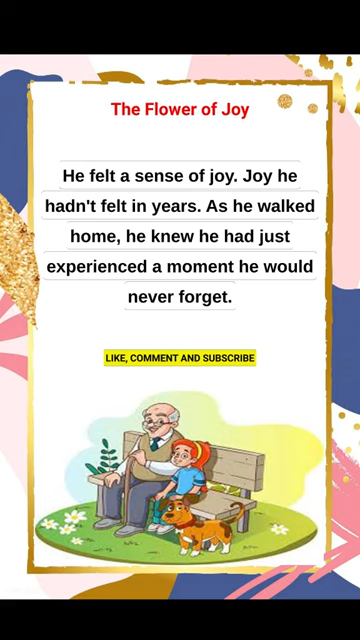 The Flower of Joy
He felt a sense of joy. Joy he
hadn't felt in years. As he walked
home, he knew he had just
experienced a moment he would
never forget.
LIKE, COMMENT AND SUBSCRIBE